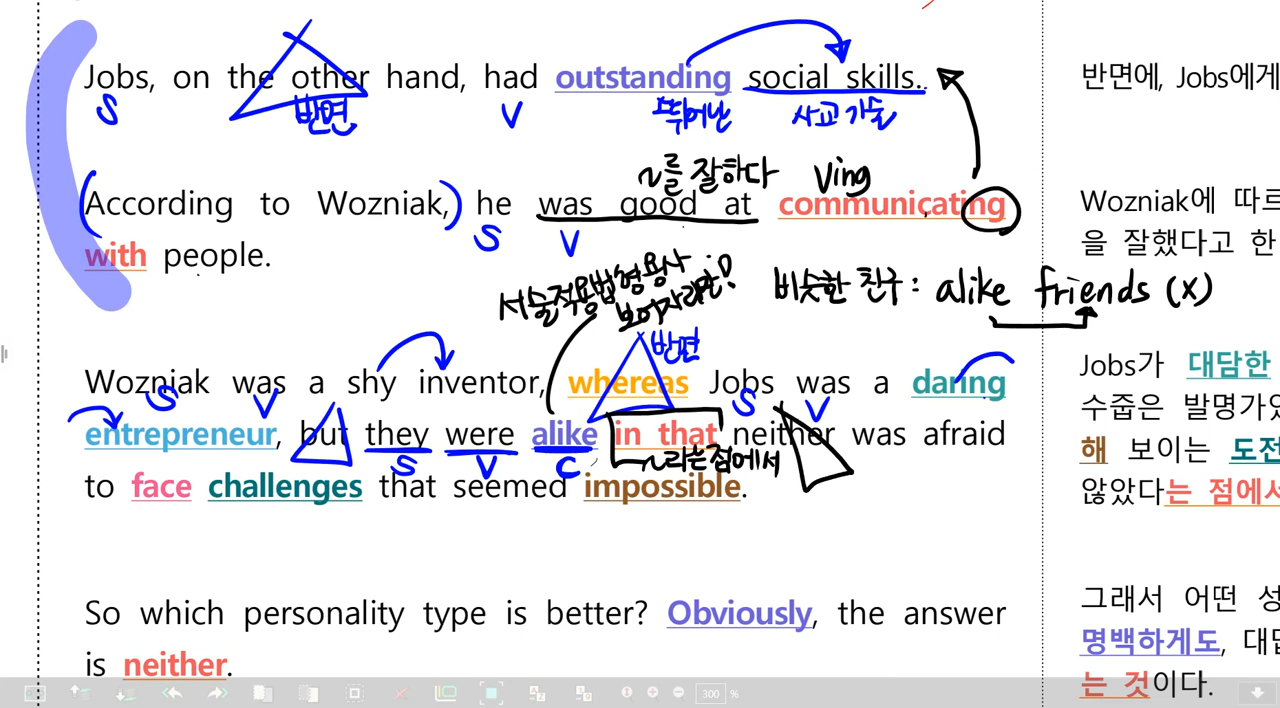 Jobs, on the other hand, had outstanding social skills.
S 반면 V 뛰어난 사교 기술
~를 잘하다 Ving
According to Wozniak, he was good at communicating
S V
with people.
서술적용법형용사
보어자리만!
비슷한 친구 : alike friends (X)
반면
Wozniak was a shy inventor, whereas Jobs was a daring
S V S V
entrepreneur, but they were alike in that neither was afraid
S V C ~라는점에서
to face challenges that seemed impossible.
So which personality type is better? Obviously, the answer
is neither.
반면에, Jobs에게
Wozniak에 따르
을 잘했다고 한
Jobs가 대담한
수줍은 발명가있
해 보이는 도전
않았다는 점에서
그래서 어떤 성
명백하게도, 대답
는 것이다.
300 %